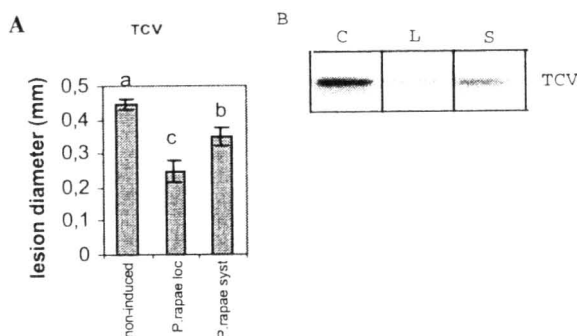 A
TCV
lesion diameter (mm)
0,5
0,4
0,3
0,2
0,1
0
a
c
b
non-induced
P.rapae loc
P.rapae syst
B
C L S
TCV